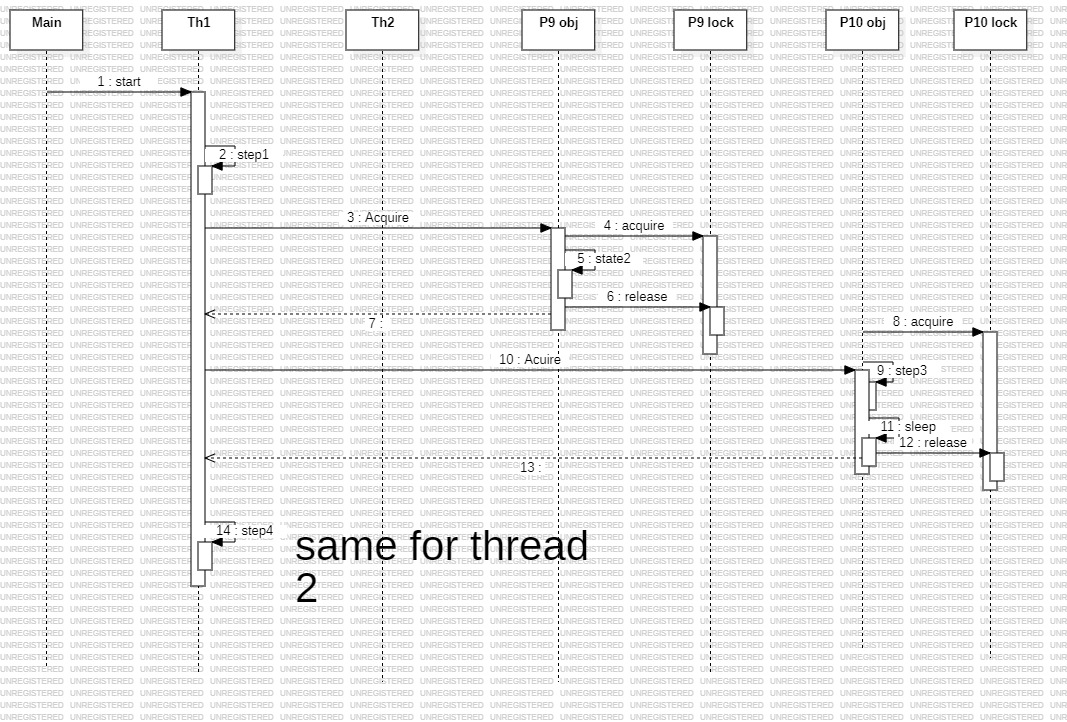 Main
Th1
Th2
P9 obj
P9 lock
P10 obj
P10 lock
1 : start
2 : step1
3 : Acquire
4 : acquire
5 : state2
6 : release
7 :
8 : acquire
10 : Acuire
9 : step3
11 : sleep
12 : release
13 :
14 : step4
same for thread
2
UNREGISTERED